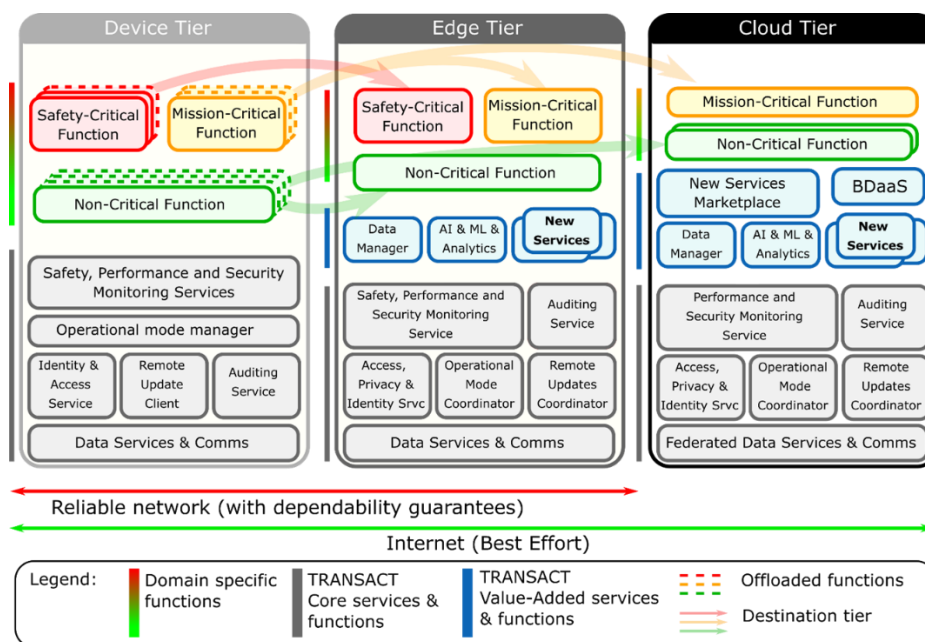 Device Tier
Safety-Critical
Function
Mission-Critical
Function
Non-Critical Function
Safety, Performance and Security
Monitoring Services
Operational mode manager
Identity &
Access
Service
Remote
Update
Client
Auditing
Service
Data Services & Comms
Edge Tier
Safety-Critical
Function
Mission-Critical
Function
Non-Critical Function
Data
Manager
AI & ML &
Analytics
New
Services
Safety, Performance and
Security Monitoring
Service
Auditing
Service
Access,
Privacy &
Identity Srvc
Operational
Mode
Coordinator
Remote
Updates
Coordinator
Data Services & Comms
Cloud Tier
Mission-Critical Function
Non-Critical Function
New Services
Marketplace
BDaaS
Data
Manager
AI & ML &
Analytics
New
Services
Performance and
Security Monitoring
Service
Auditing
Service
Access,
Privacy &
Identity Srvc
Operational
Mode
Coordinator
Remote
Updates
Coordinator
Federated Data Services & Comms
Reliable network (with dependability guarantees)
Internet (Best Effort)
Legend:
Domain specific
functions
TRANSACT
Core services &
functions
TRANSACT
Value-Added services
& functions
Offloaded functions
Destination tier